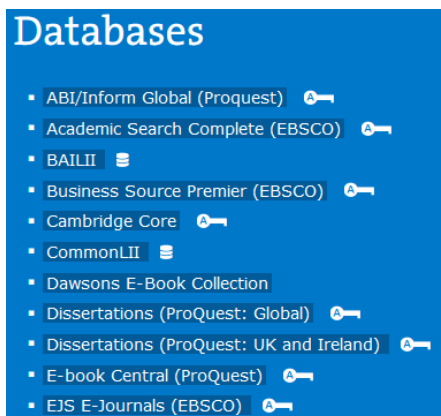 Databases
ABI/Inform Global (Proquest)
Academic Search Complete (EBSCO)
BAILII
Business Source Premier (EBSCO)
Cambridge Core
CommonLII
Dawsons E-Book Collection
Dissertations (ProQuest: Global)
Dissertations (ProQuest: UK and Ireland)
E-book Central (ProQuest)
EJS E-Journals (EBSCO)